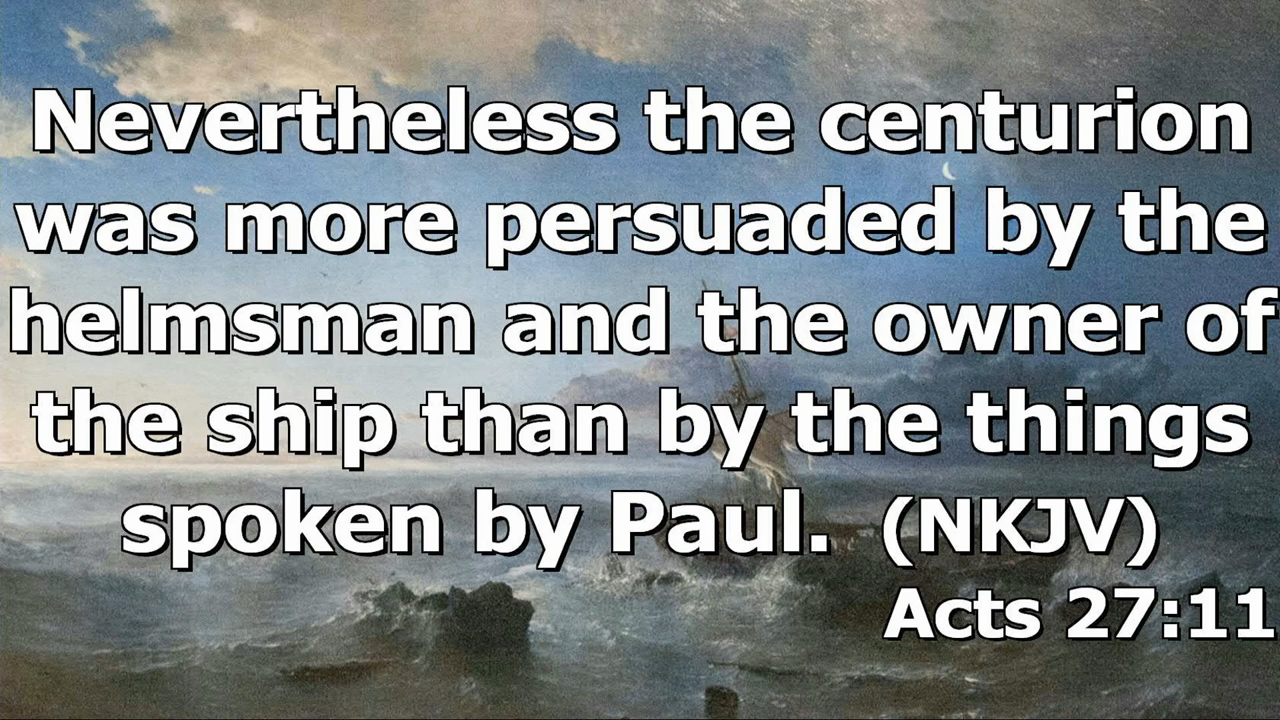 Nevertheless the centurion
was more persuaded by the
helmsman and the owner of
the ship than by the things
spoken by Paul. (NKJV)
Acts 27:11